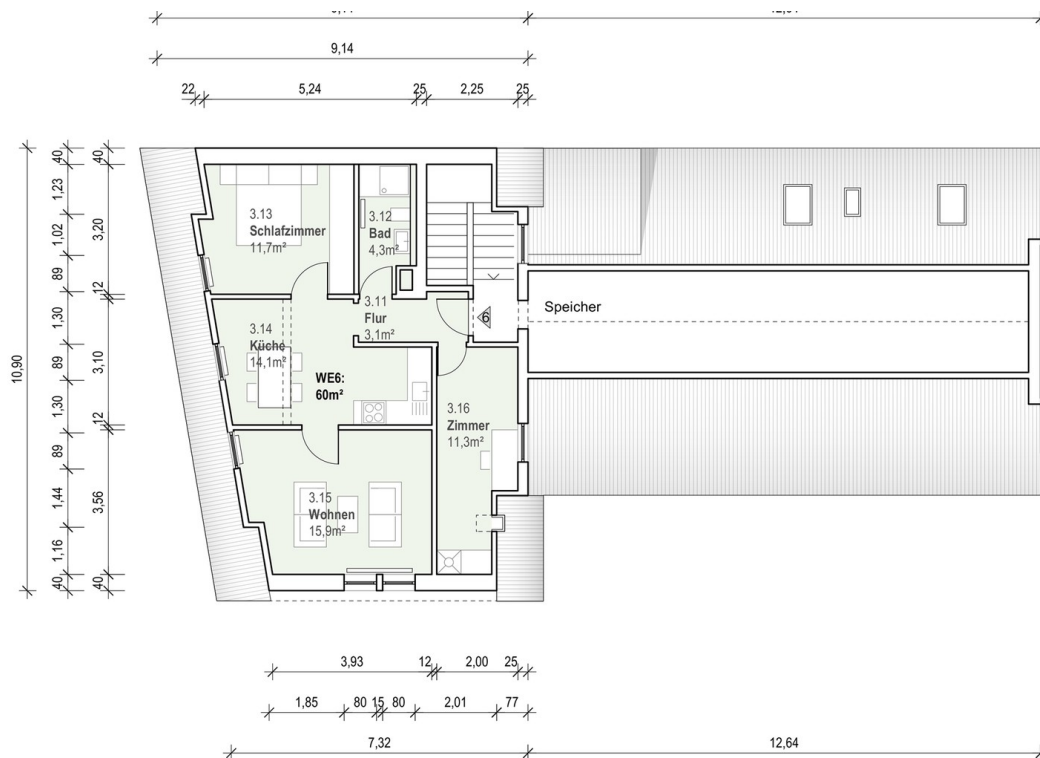 9,14
22
5,24
25
2,25
25
40
1,23
1,02
89
1,30
89
1,30
89
1,44
1,16
40
40
3,20
12
3,10
12
3,56
40
10,90
3.13
Schlafzimmer
11,7m²
3.12
Bad
4,3m²
3.11
Flur
3,1m²
6
Speicher
3.14
Küche
14,1m²
WE6:
60m²
3.16
Zimmer
11,3m²
3.15
Wohnen
15,9m²
3,93
12
2,00
25
1,85
80
15
80
2,01
77
7,32
12,64